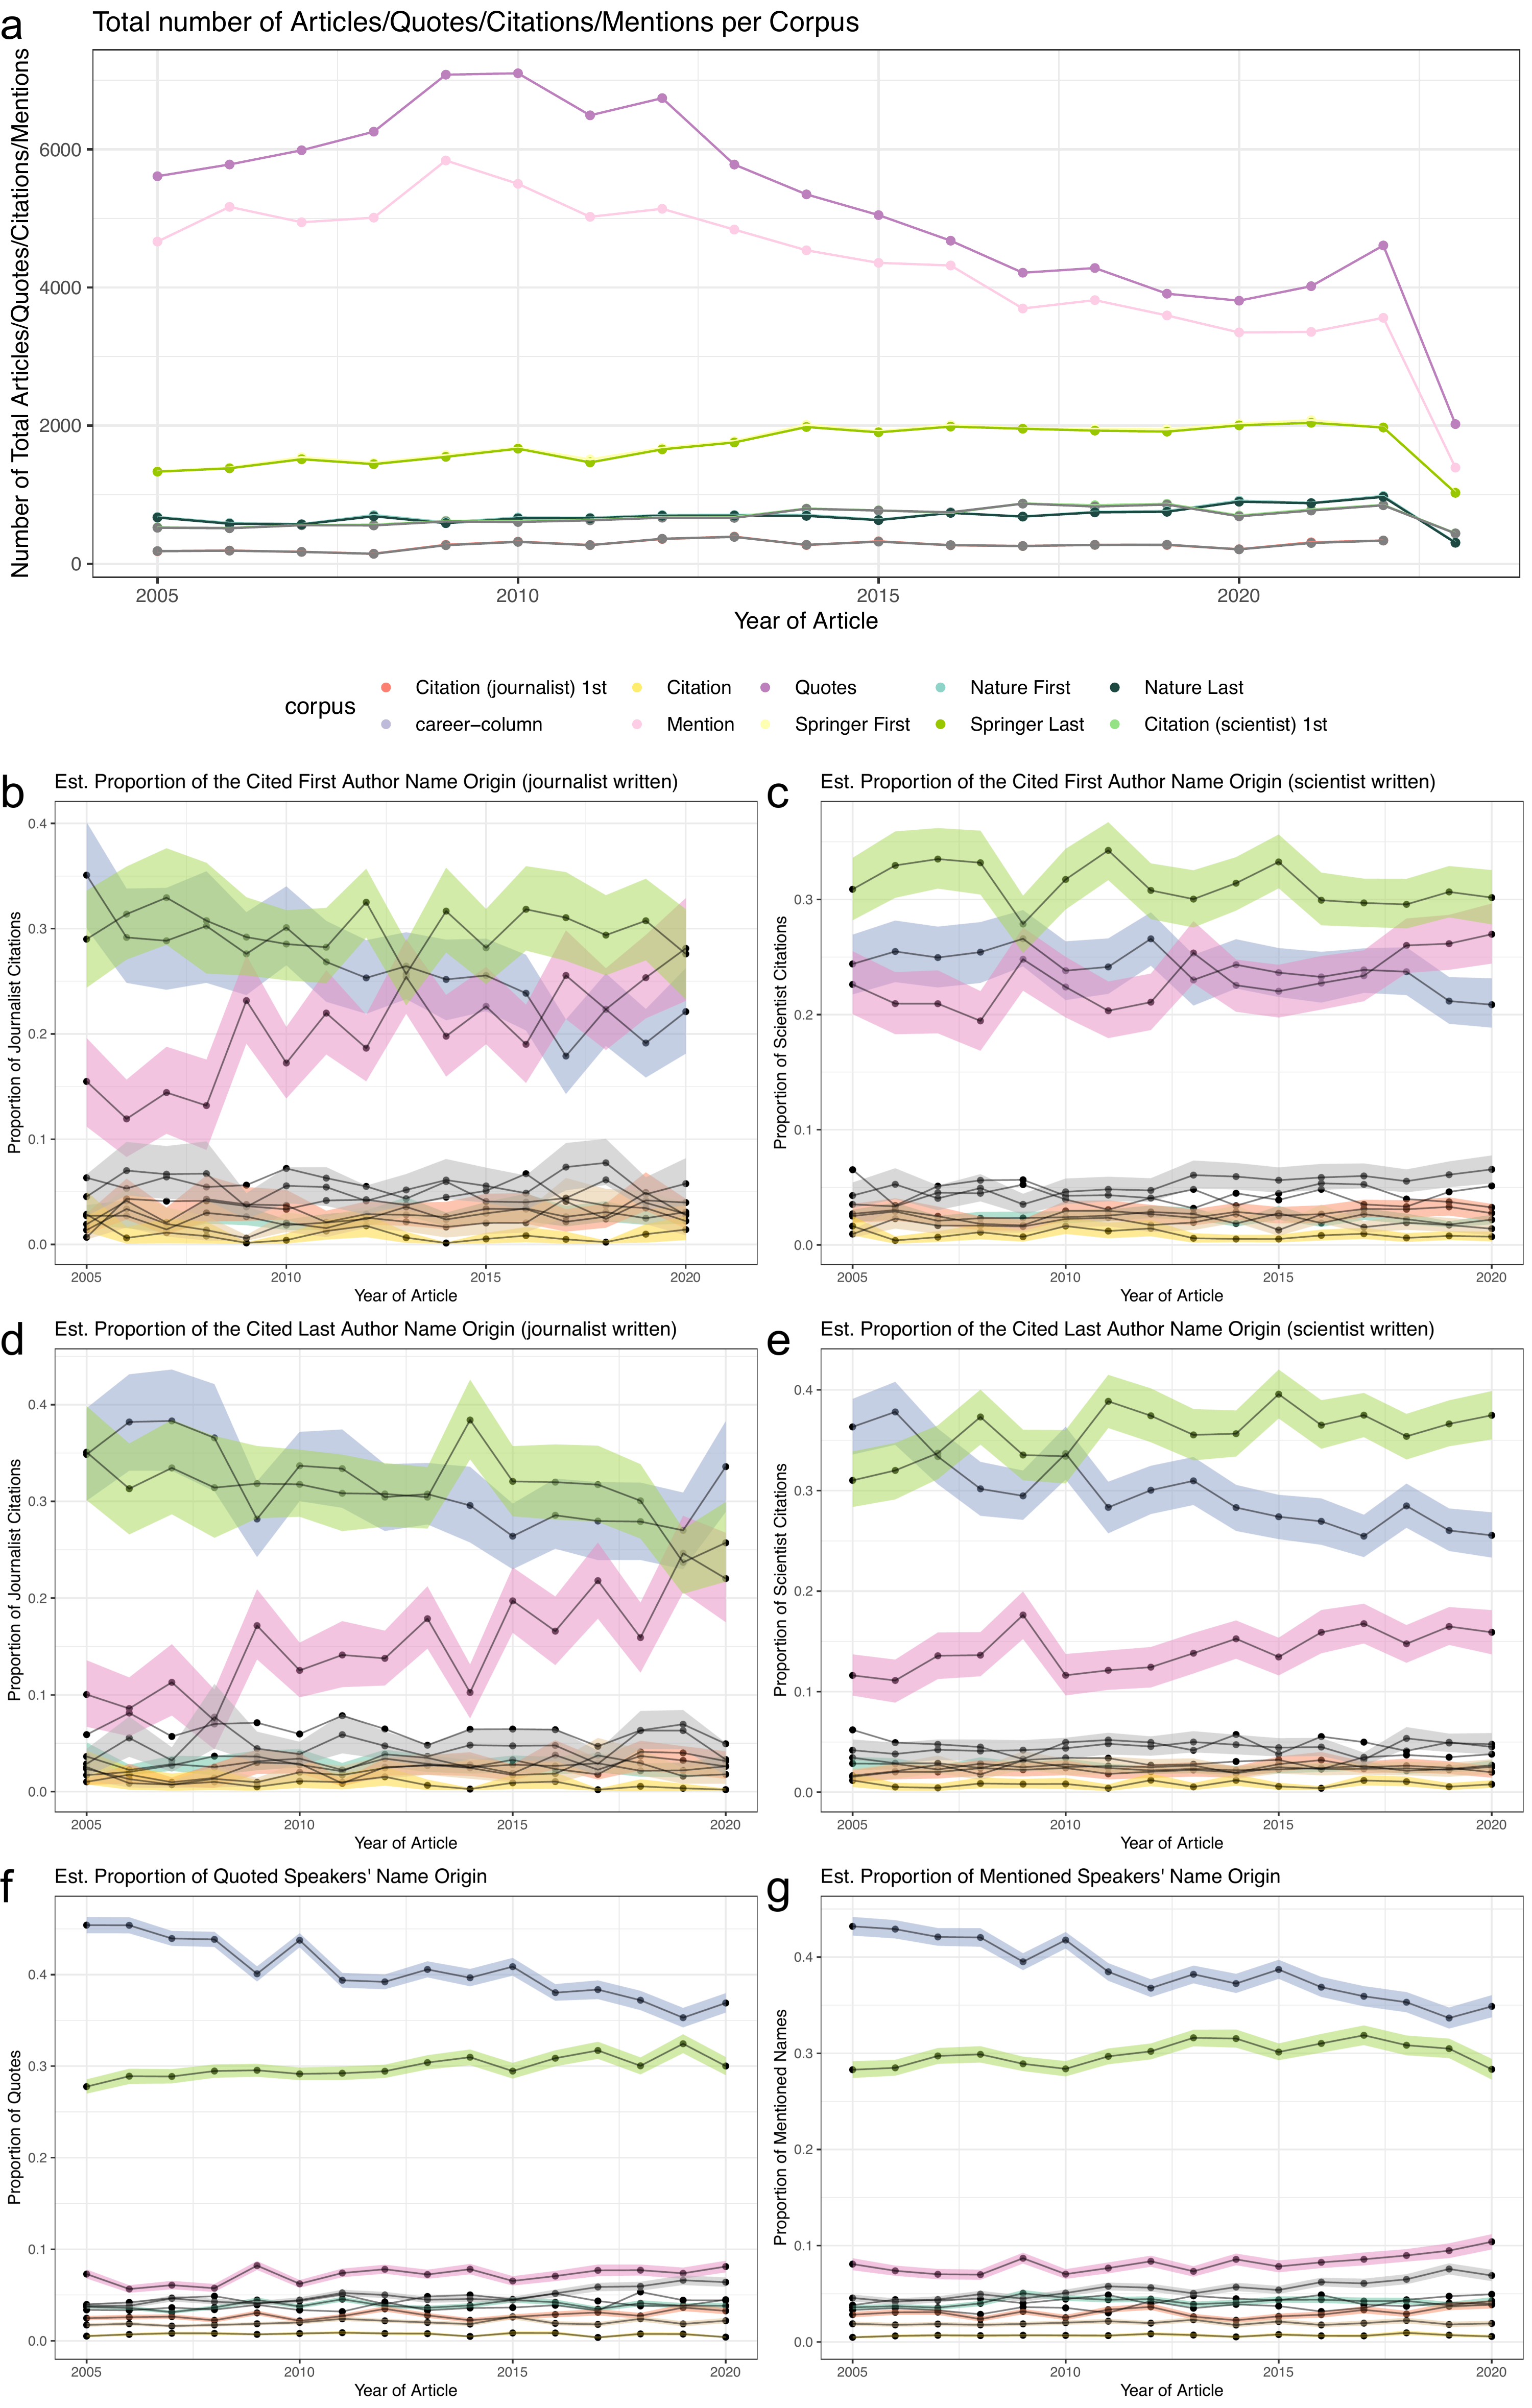 a
Total number of Articles/Quotes/Citations/Mentions per Corpus
Number of Total Articles/Quotes/Citations/Mentions
6000
4000
2000
0
2005 2010 2015 2020
Year of Article
corpus
Citation (journalist) 1st Citation Quotes Nature First Nature Last
career−column Mention Springer First Springer Last Citation (scientist) 1st
b
Est. Proportion of the Cited First Author Name Origin (journalist written)
Proportion of Journalist Citations
0.4
0.3
0.2
0.1
0.0
2005 2010 2015 2020
Year of Article
c
Est. Proportion of the Cited First Author Name Origin (scientist written)
Proportion of Scientist Citations
0.3
0.2
0.1
0.0
2005 2010 2015 2020
Year of Article
d
Est. Proportion of the Cited Last Author Name Origin (journalist written)
Proportion of Journalist Citations
0.4
0.3
0.2
0.1
0.0
2005 2010 2015 2020
Year of Article
e
Est. Proportion of the Cited Last Author Name Origin (scientist written)
Proportion of Scientist Citations
0.4
0.3
0.2
0.1
0.0
2005 2010 2015 2020
Year of Article
f
Est. Proportion of Quoted Speakers' Name Origin
Proportion of Quotes
0.4
0.3
0.2
0.1
0.0
2005 2010 2015 2020
Year of Article
g
Est. Proportion of Mentioned Speakers' Name Origin
Proportion of Mentioned Names
0.4
0.3
0.2
0.1
0.0
2005 2010 2015 2020
Year of Article